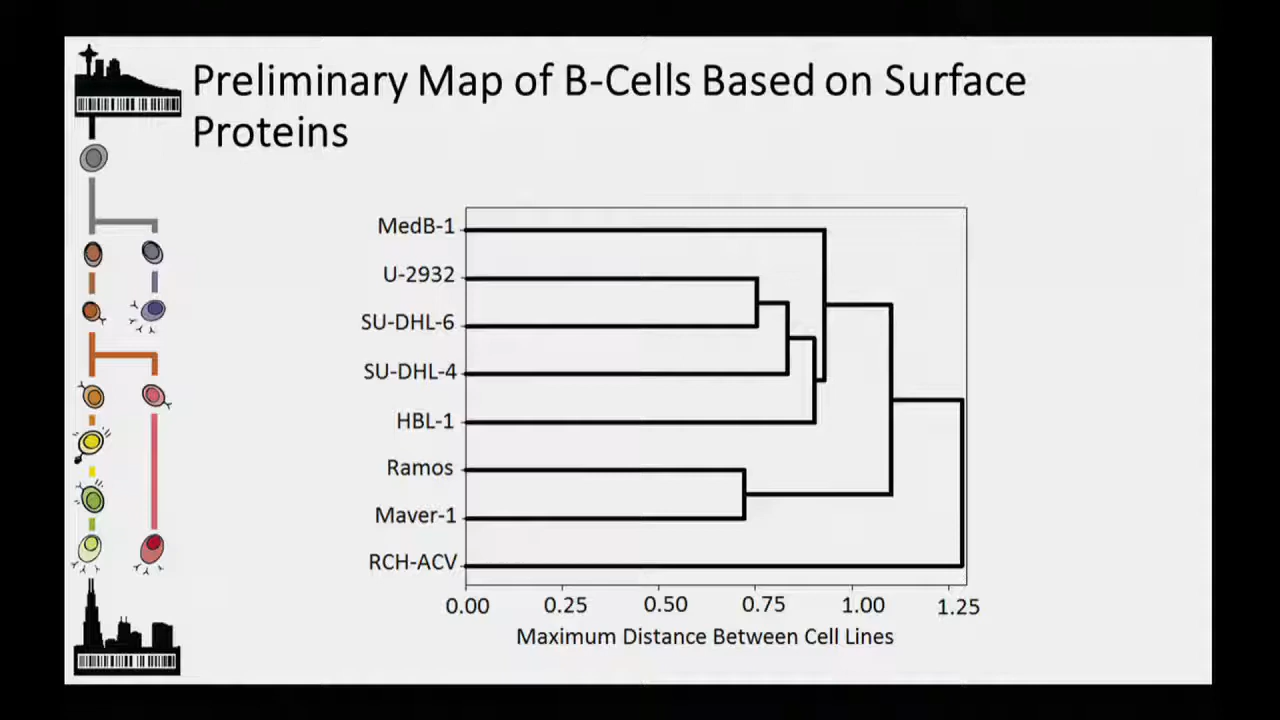 Preliminary Map of B-Cells Based on Surface
Proteins
MedB-1
U-2932
SU-DHL-6
SU-DHL-4
HBL-1
Ramos
Maver-1
RCH-ACV
0.00 0.25 0.50 0.75 1.00 1.25
Maximum Distance Between Cell Lines